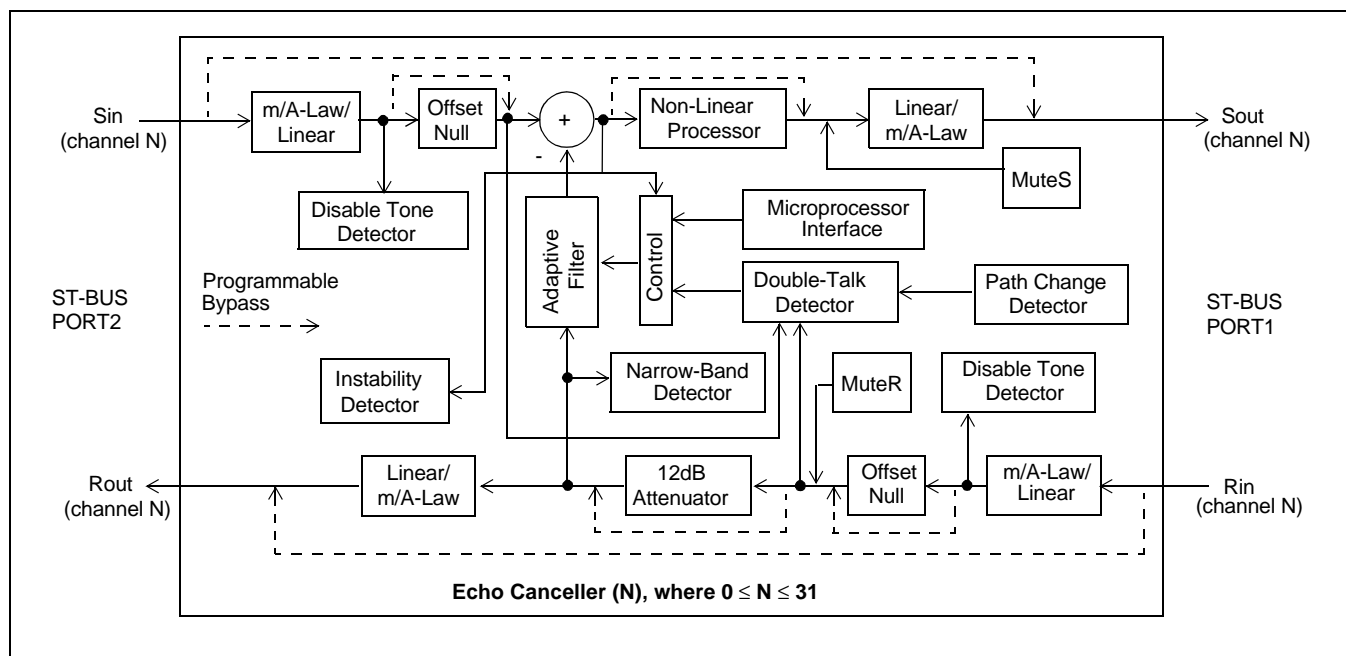 Sin
(channel N)
m/A-Law/
Linear
Offset
Null
+
-
Non-Linear
Processor
Linear/
m/A-Law
Sout
(channel N)
MuteS
Disable Tone
Detector
Microprocessor
Interface
Adaptive
Filter
Control
Double-Talk
Detector
Path Change
Detector
ST-BUS
PORT2
Programmable
Bypass
ST-BUS
PORT1
Instability
Detector
Narrow-Band
Detector
MuteR
Disable Tone
Detector
Rout
(channel N)
Linear/
m/A-Law
12dB
Attenuator
Offset
Null
m/A-Law/
Linear
Rin
(channel N)
Echo Canceller (N), where 0 ≤ N ≤ 31